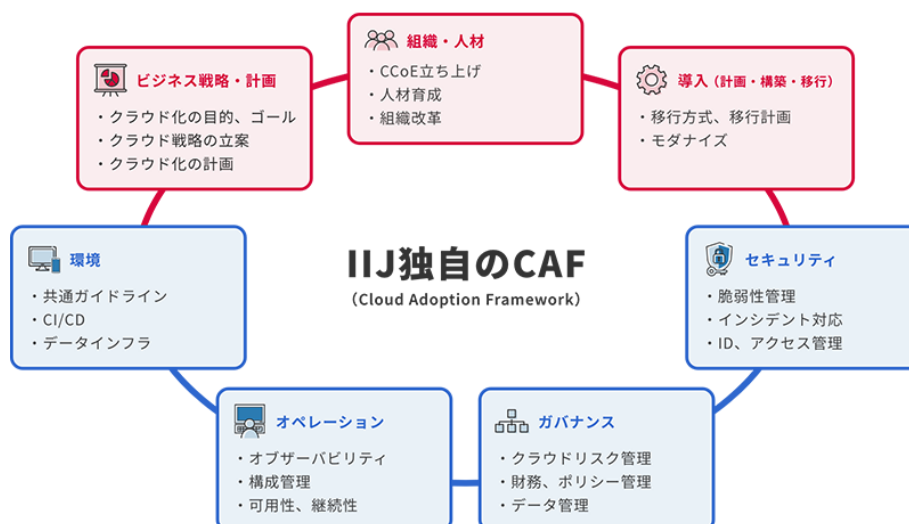 組織・人材
・CCoE立ち上げ
・人材育成
・組織改革
ビジネス戦略・計画
・クラウド化の目的、ゴール
・クラウド戦略の立案
・クラウド化の計画
導入（計画・構築・移行）
・移行方式、移行計画
・モダナイズ
IIJ独自のCAF
（Cloud Adoption Framework）
環境
・共通ガイドライン
・CI/CD
・データインフラ
セキュリティ
・脆弱性管理
・インシデント対応
・ID、アクセス管理
オペレーション
・オブザーバビリティ
・構成管理
・可用性、継続性
ガバナンス
・クラウドリスク管理
・財務、ポリシー管理
・データ管理